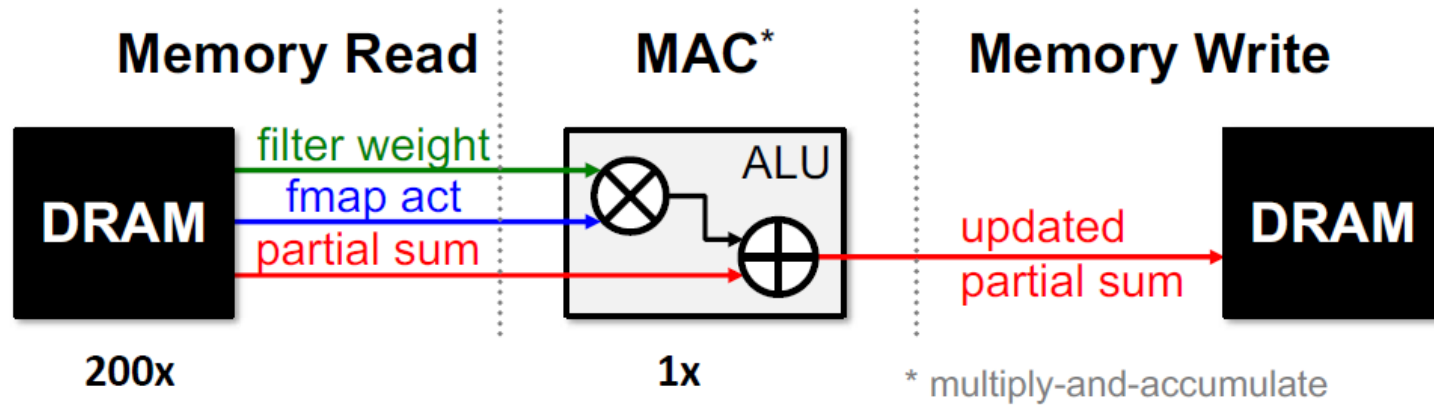 Memory Read
MAC*
Memory Write
DRAM
filter weight
fmap act
partial sum
ALU
updated
partial sum
DRAM
200x
1x
* multiply-and-accumulate